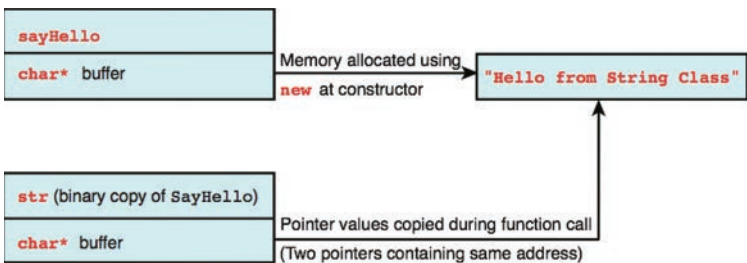 sayHello
char* buffer
Memory allocated using
new at constructor
"Hello from String Class"
str (binary copy of SayHello)
char* buffer
Pointer values copied during function call
(Two pointers containing same address)